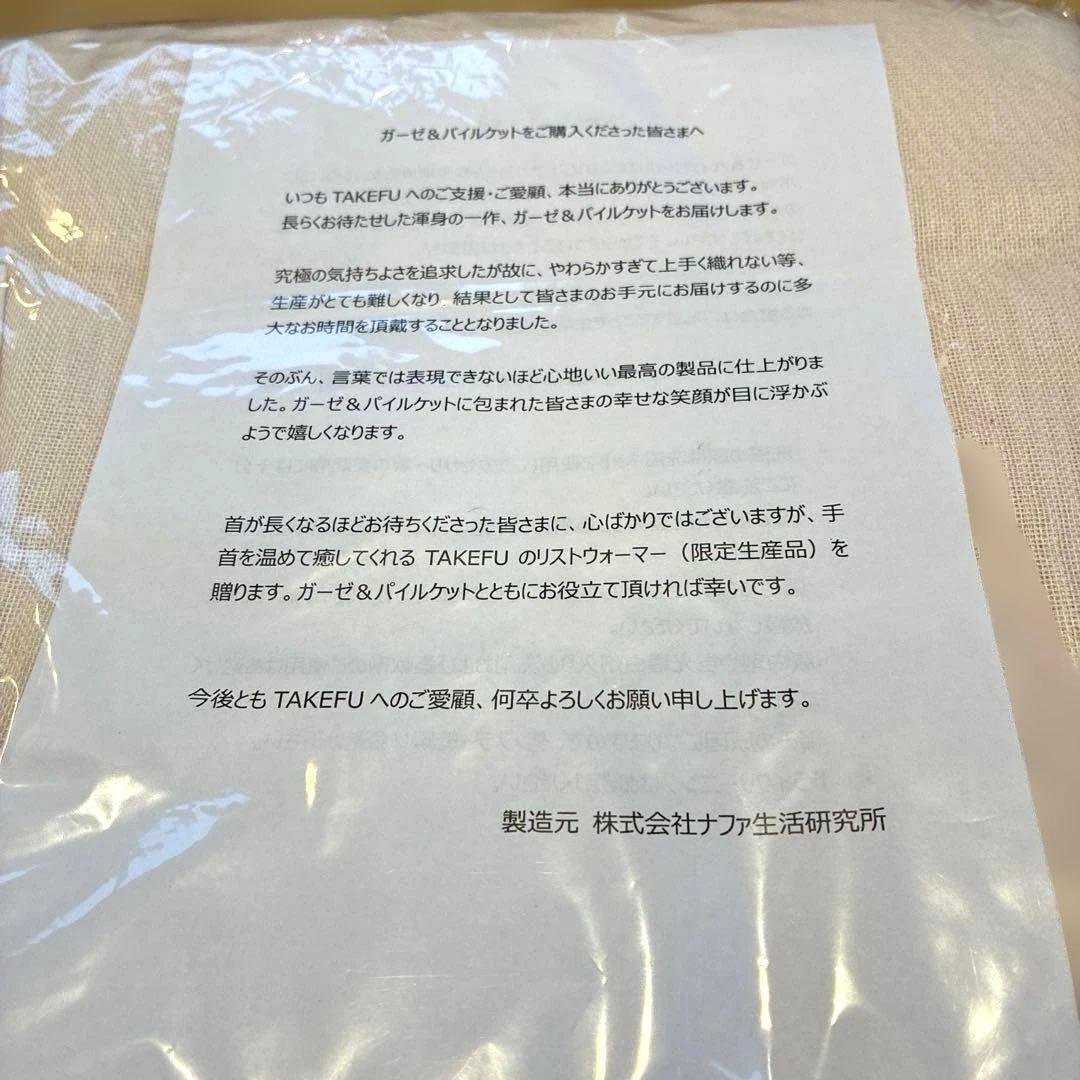 ガーゼ&パイルケットをご購入くださった皆さまへ
いつも TAKEFU へのご支援・ご愛顧、本当にありがとうございます。
長らくお待たせした渾身の一作、ガーゼ&パイルケットをお届けします。
究極の気持ちよさを追求したが故に、やわらかすぎて上手く織れない等、
生産がとても難しくなり、結果として皆さまのお手元にお届けするのに多
大なお時間を頂戴することとなりました。
そのぶん、言葉では表現できないほど心地いい最高の製品に仕上がりま
した。ガーゼ&パイルケットに包まれた皆さまの幸せな笑顔が目に浮かぶ
ようで嬉しくなります。
首が長くなるほどお待ちくださった皆さまに、心ばかりではございますが、手
首を温めて癒してくれる TAKEFU のリストウォーマー（限定生産品）を
贈ります。ガーゼ&パイルケットとともにお役立て頂ければ幸いです。
今後とも TAKEFU へのご愛顧、何卒よろしくお願い申し上げます。
製造元 株式会社ナファ生活研究所